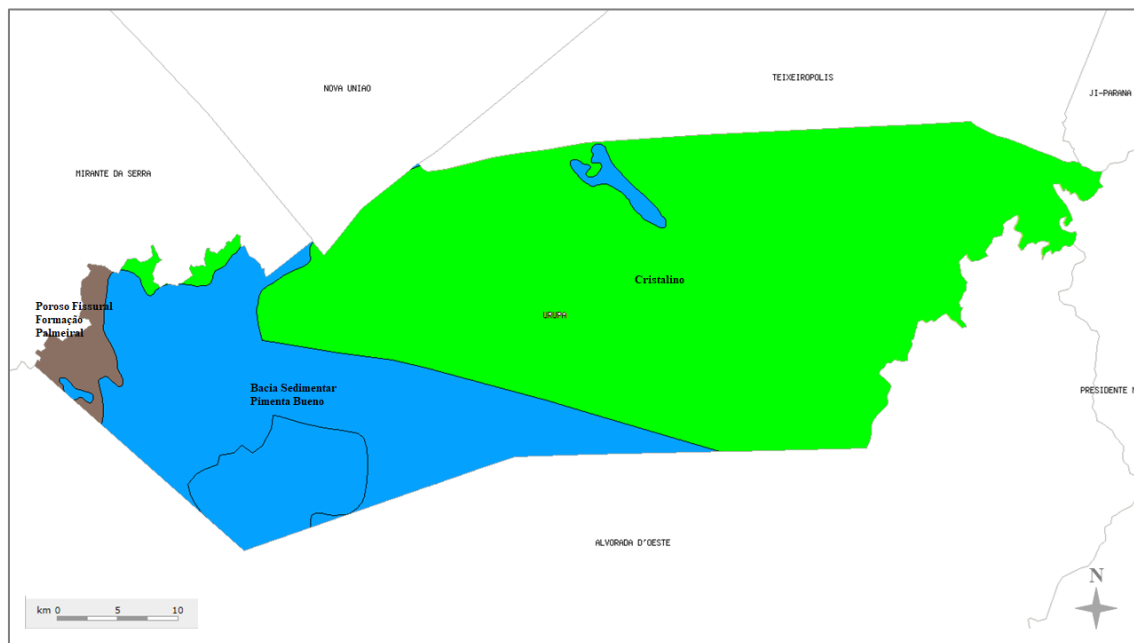 TEIXEIROPOLIS
NOVA UNIAO
JI-PARANA
MIRANTE DA SERRA
Cristalino
Poroso Fissural
Formação
Palmeiral
URUPA
Bacia Sedimentar
Pimenta Bueno
PRESIDENTE M
ALVORADA D'OESTE
N
km 0 5 10